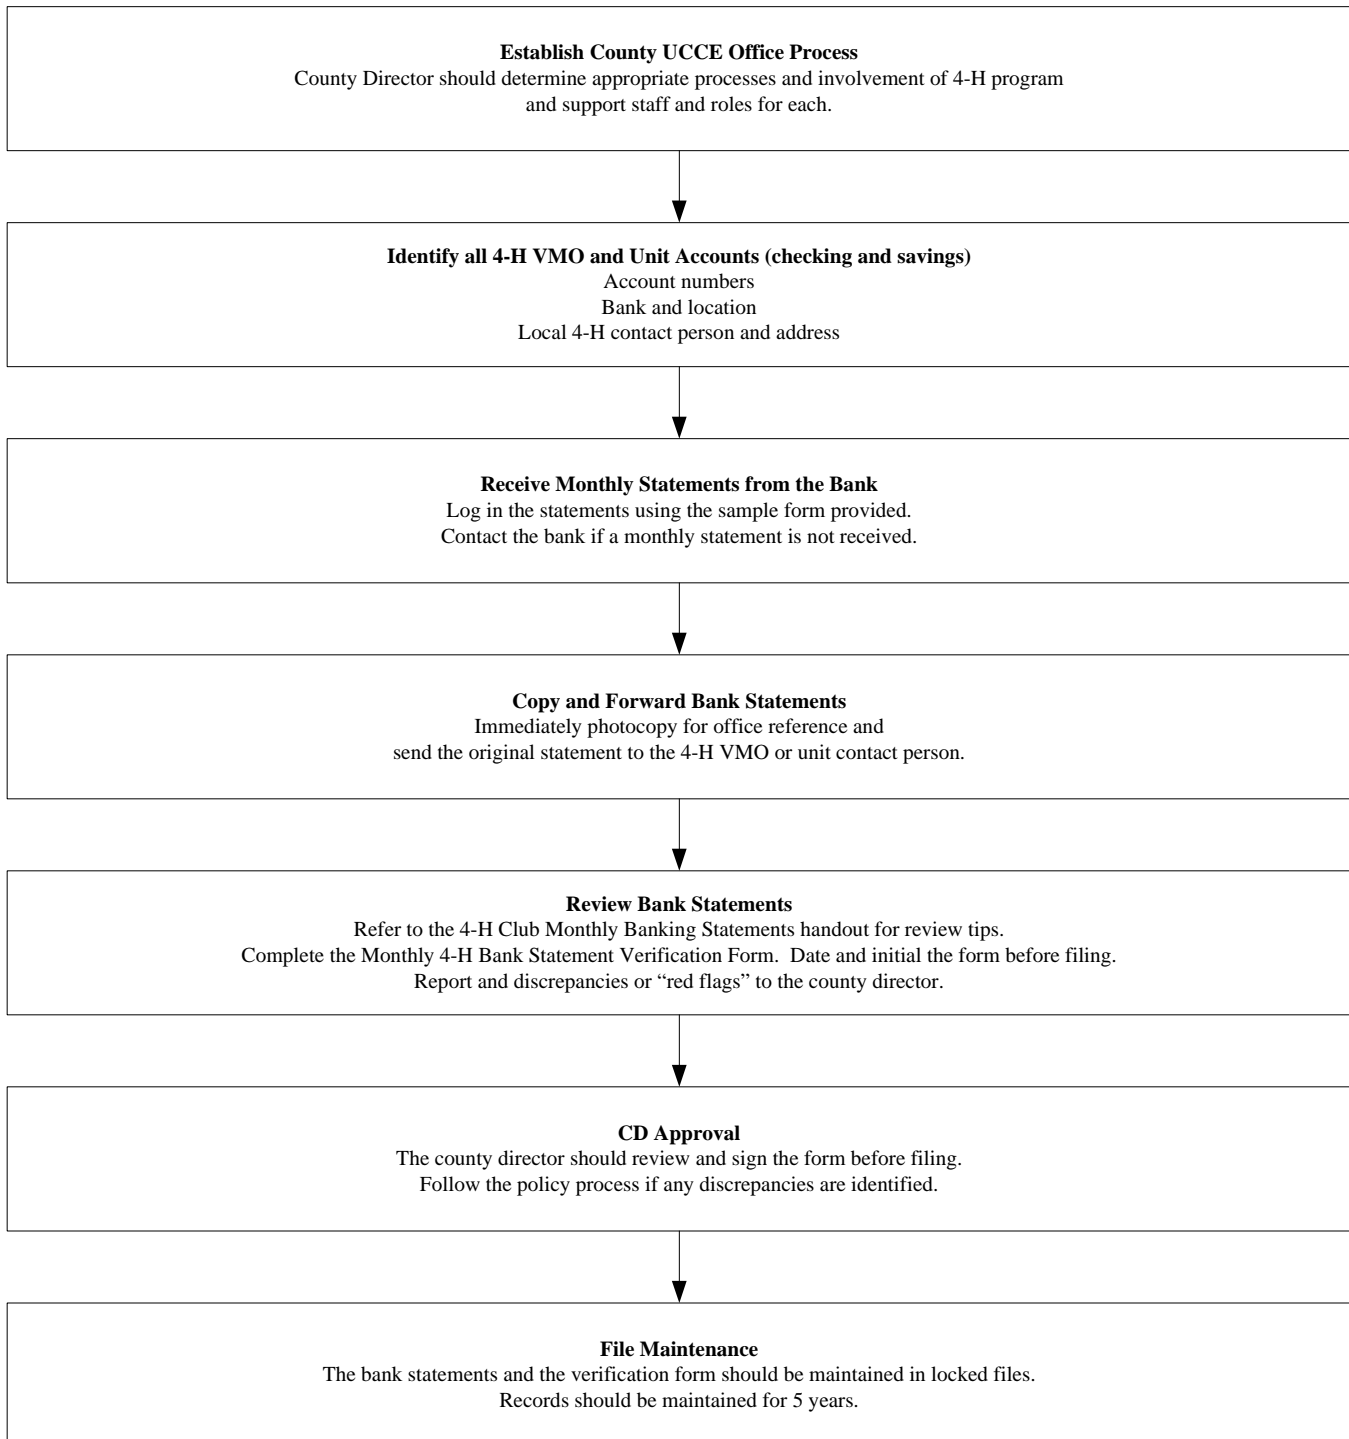 Establish County UCCE Office Process
County Director should determine appropriate processes and involvement of 4-H program
and support staff and roles for each.
Identify all 4-H VMO and Unit Accounts (checking and savings)
Account numbers
Bank and location
Local 4-H contact person and address
Receive Monthly Statements from the Bank
Log in the statements using the sample form provided.
Contact the bank if a monthly statement is not received.
Copy and Forward Bank Statements
Immediately photocopy for office reference and
send the original statement to the 4-H VMO or unit contact person.
Review Bank Statements
Refer to the 4-H Club Monthly Banking Statements handout for review tips.
Complete the Monthly 4-H Bank Statement Verification Form.  Date and initial the form before filing.
Report and discrepancies or “red flags” to the county director.
CD Approval
The county director should review and sign the form before filing.
Follow the policy process if any discrepancies are identified.
File Maintenance
The bank statements and the verification form should be maintained in locked files.
Records should be maintained for 5 years.